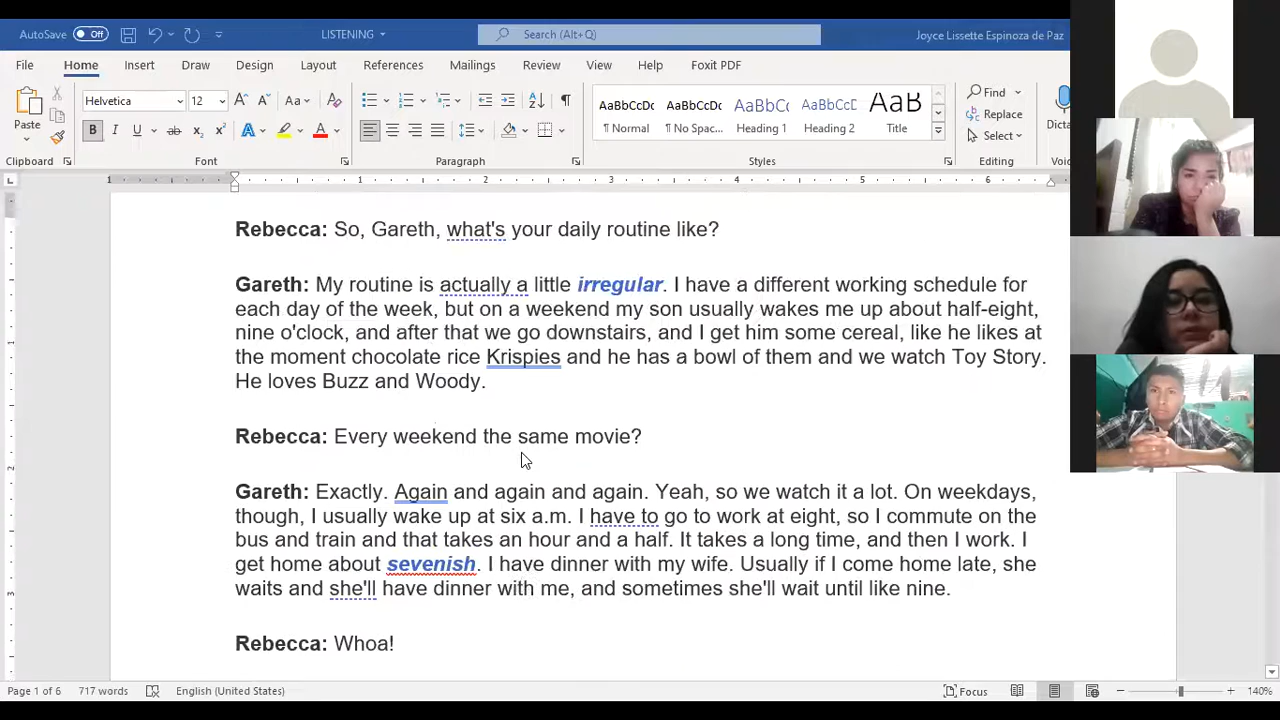 AutoSave Off LISTENING Search (Alt+Q) Joyce Lissette Espinoza de Paz
File Home Insert Draw Design Layout References Mailings Review View Help Foxit PDF
Paste
Helvetica 12
AaBbCcDc AaBbCcDc AaBbC AaBbCcD
¶ Normal ¶ No Spac... Heading 1 Heading 2 Title
Find
Replace
Select
Dicta
Clipboard Font Paragraph Styles Editing Voi
1 1 2 3 4 5 6
Rebecca: So, Gareth, what's your daily routine like?
Gareth: My routine is actually a little irregular. I have a different working schedule for
each day of the week, but on a weekend my son usually wakes me up about half-eight,
nine o'clock, and after that we go downstairs, and I get him some cereal, like he likes at
the moment chocolate rice Krispies and he has a bowl of them and we watch Toy Story.
He loves Buzz and Woody.
Rebecca: Every weekend the same movie?
Gareth: Exactly. Again and again and again. Yeah, so we watch it a lot. On weekdays,
though, I usually wake up at six a.m. I have to go to work at eight, so I commute on the
bus and train and that takes an hour and a half. It takes a long time, and then I work. I
get home about sevenish. I have dinner with my wife. Usually if I come home late, she
waits and she'll have dinner with me, and sometimes she'll wait until like nine.
Rebecca: Whoa!
Page 1 of 6 717 words English (United States) Focus 140%